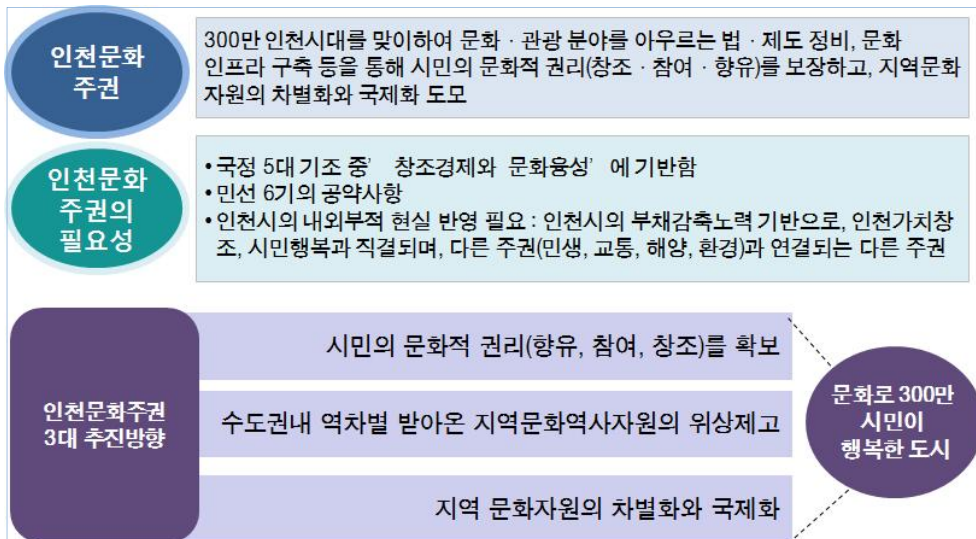 인천문화
주권
300만 인천시대를 맞이하여 문화 · 관광 분야를 아우르는 법 · 제도 정비, 문화
인프라 구축 등을 통해 시민의 문화적 권리(창조 · 참여 · 향유)를 보장하고, 지역문화
자원의 차별화와 국제화 도모
인천문화
주권의
필요성
• 국정 5대 기조 중’ 창조경제와 문화융성’ 에 기반함
• 민선 6기의 공약사항
• 인천시의 내외부적 현실 반영 필요 : 인천시의 부채감축노력 기반으로, 인천가치창
조, 시민행복과 직결되며, 다른 주권(민생, 교통, 해양, 환경)과 연결되는 다른 주권
인천문화주권
3대 추진방향
시민의 문화적 권리(향유, 참여, 창조)를 확보
수도권내 역차별 받아온 지역문화역사자원의 위상제고
지역 문화자원의 차별화와 국제화
문화로 300만
시민이
행복한 도시